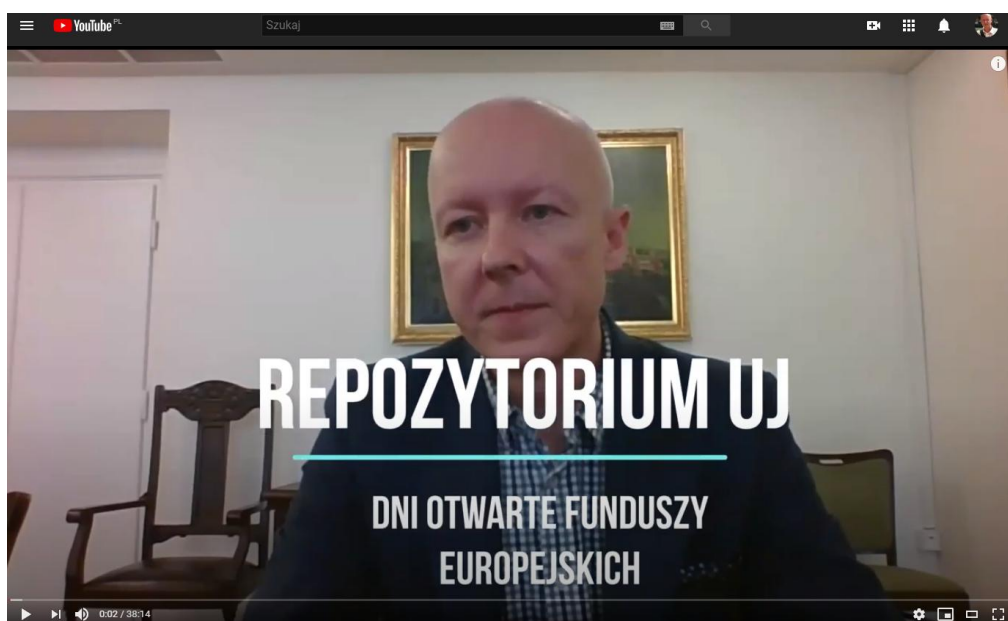 YouTube PL
Szukaj
REPOZYTORIUM UJ
DNI OTWARTE FUNDUSZY
EUROPEJSKICH
0:02 / 38:14